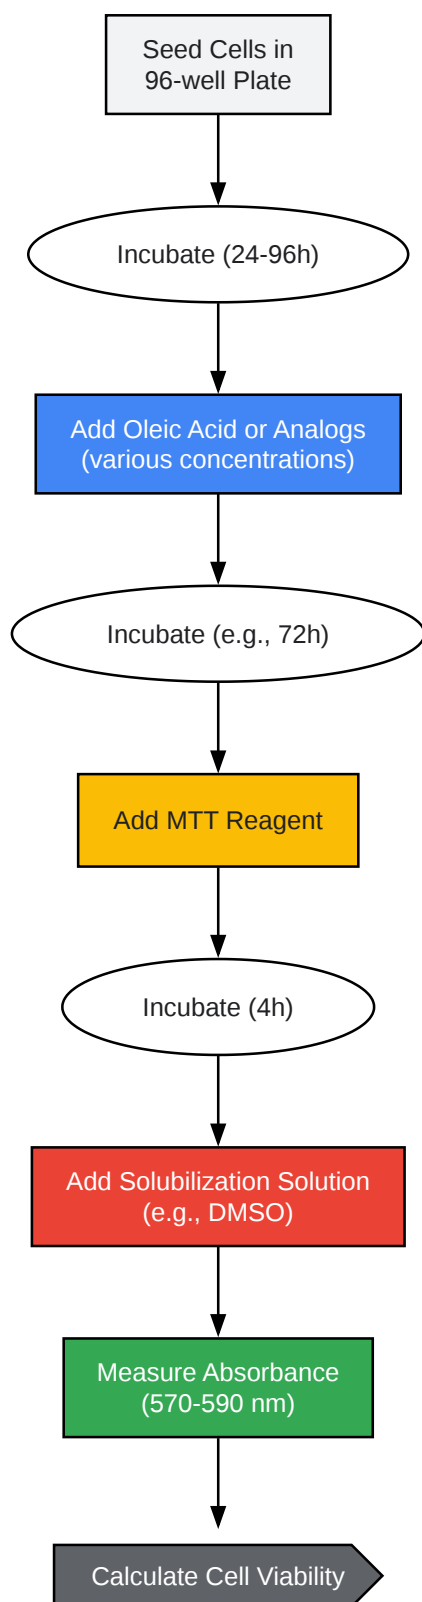 Seed Cells in
96-well Plate
Incubate (24-96h)
Add Oleic Acid or Analogs
(various concentrations)
Incubate (e.g., 72h)
Add MTT Reagent
Incubate (4h)
Add Solubilization Solution
(e.g., DMSO)
Measure Absorbance
(570-590 nm)
Calculate Cell Viability